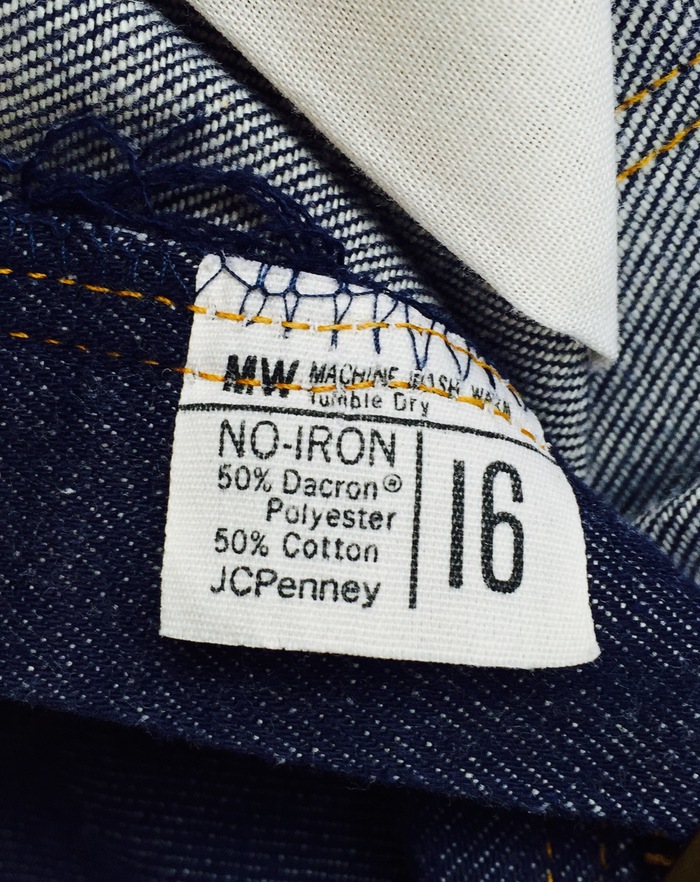 MW MACHINE WASH WARM
Tumble Dry
NO-IRON
50% Dacron®
Polyester
50% Cotton
JCPenney
16